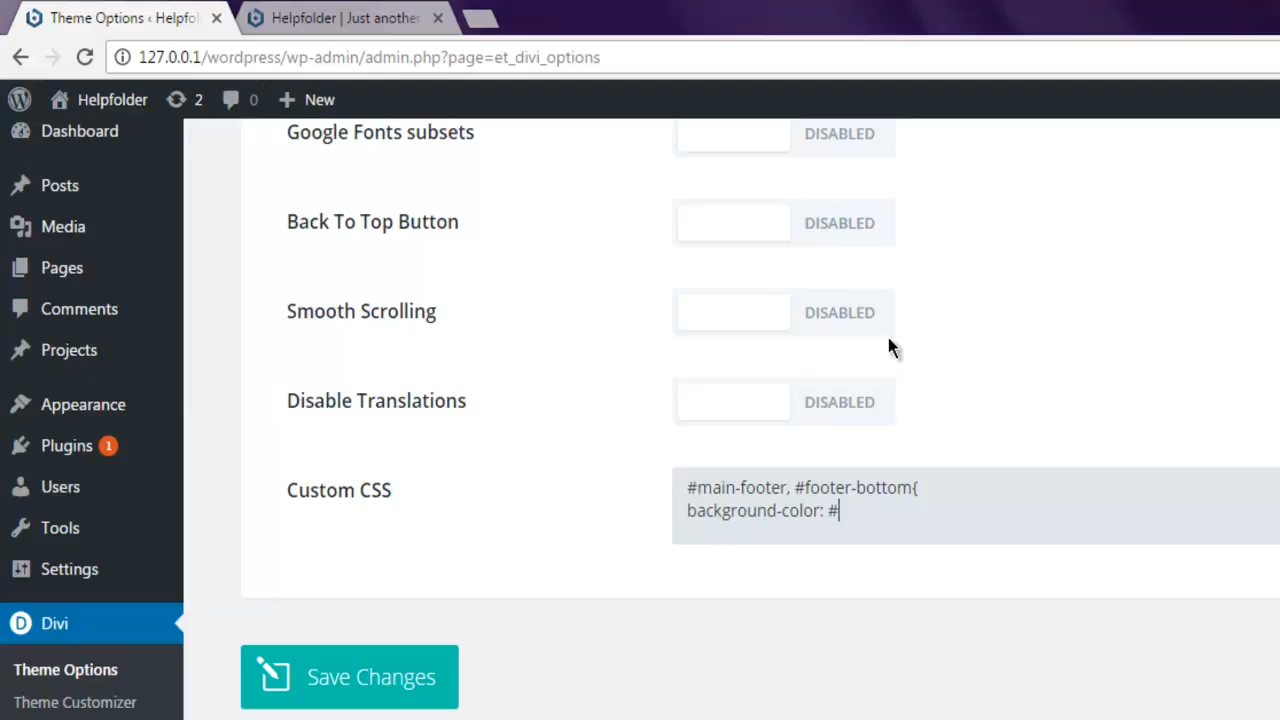 Theme Options ‹ Helpfol
Helpfolder | Just another
127.0.0.1/wordpress/wp-admin/admin.php?page=et_divi_options
Helpfolder 2 0 New
Dashboard
Posts
Media
Pages
Comments
Projects
Appearance
Plugins 1
Users
Tools
Settings
Divi
Theme Options
Theme Customizer
Google Fonts subsets DISABLED
Back To Top Button DISABLED
Smooth Scrolling DISABLED
Disable Translations DISABLED
Custom CSS
#main-footer, #footer-bottom{
background-color: #
Save Changes